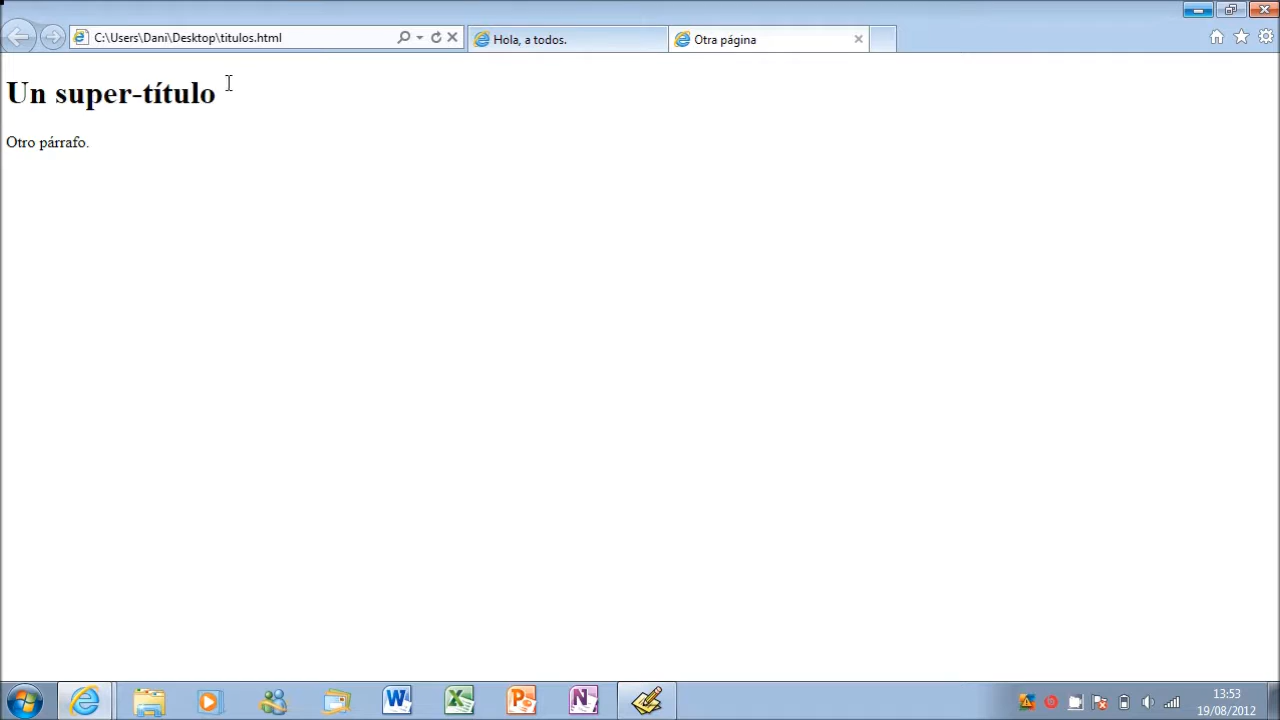 C:\Users\Dani\Desktop\titulos.html
Hola, a todos.
Otra página
Un super-título
Otro párrafo.
13:53
19/08/2012